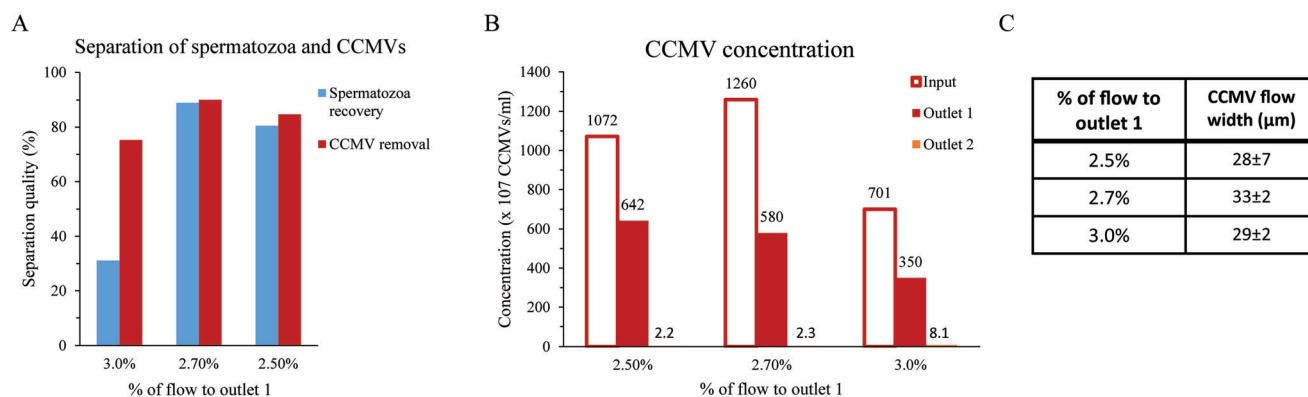 A
Separation of spermatozoa and CCMVs
Separation quality (%)
100
80
60
40
20
0
3.0%
2.70%
2.50%
% of flow to outlet 1
Spermatozoa
recovery
CCMV removal
B
CCMV concentration
Concentration (x 107 CCMVs/ml)
1400
1200
1000
800
600
400
200
0
1072
642
2.2
1260
580
2.3
701
350
8.1
2.50%
2.70%
3.0%
% of flow to outlet 1
Input
Outlet 1
Outlet 2
C
% of flow to outlet 1 CCMV flow width (µm)
2.5% 28±7
2.7% 33±2
3.0% 29±2